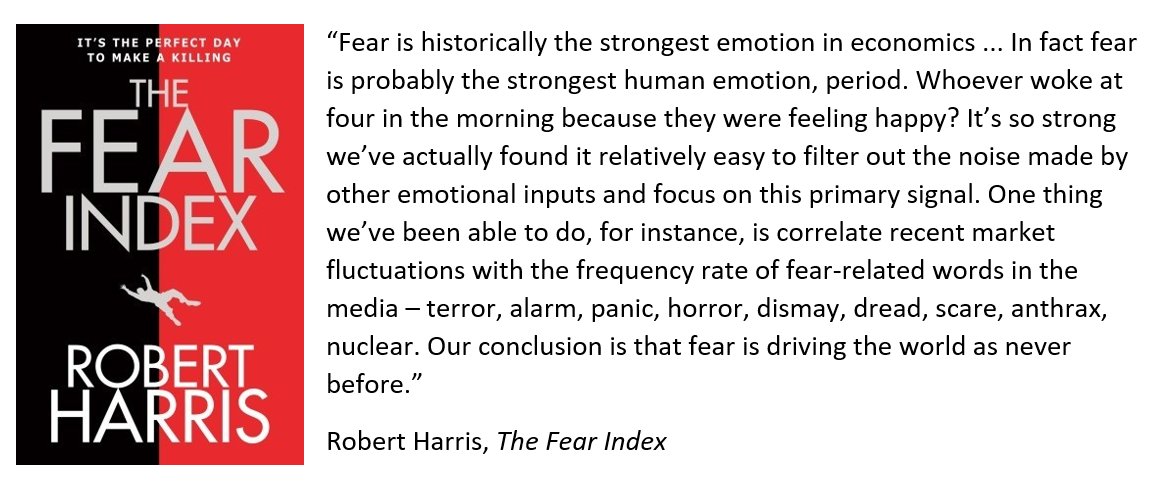 IT'S THE PERFECT DAY
TO MAKE A KILLING
THE
FEAR
INDEX
ROBERT
HARRIS
“Fear is historically the strongest emotion in economics ... In fact fear
is probably the strongest human emotion, period. Whoever woke at
four in the morning because they were feeling happy? It’s so strong
we’ve actually found it relatively easy to filter out the noise made by
other emotional inputs and focus on this primary signal. One thing
we’ve been able to do, for instance, is correlate recent market
fluctuations with the frequency rate of fear-related words in the
media – terror, alarm, panic, horror, dismay, dread, scare, anthrax,
nuclear. Our conclusion is that fear is driving the world as never
before.”
Robert Harris, The Fear Index